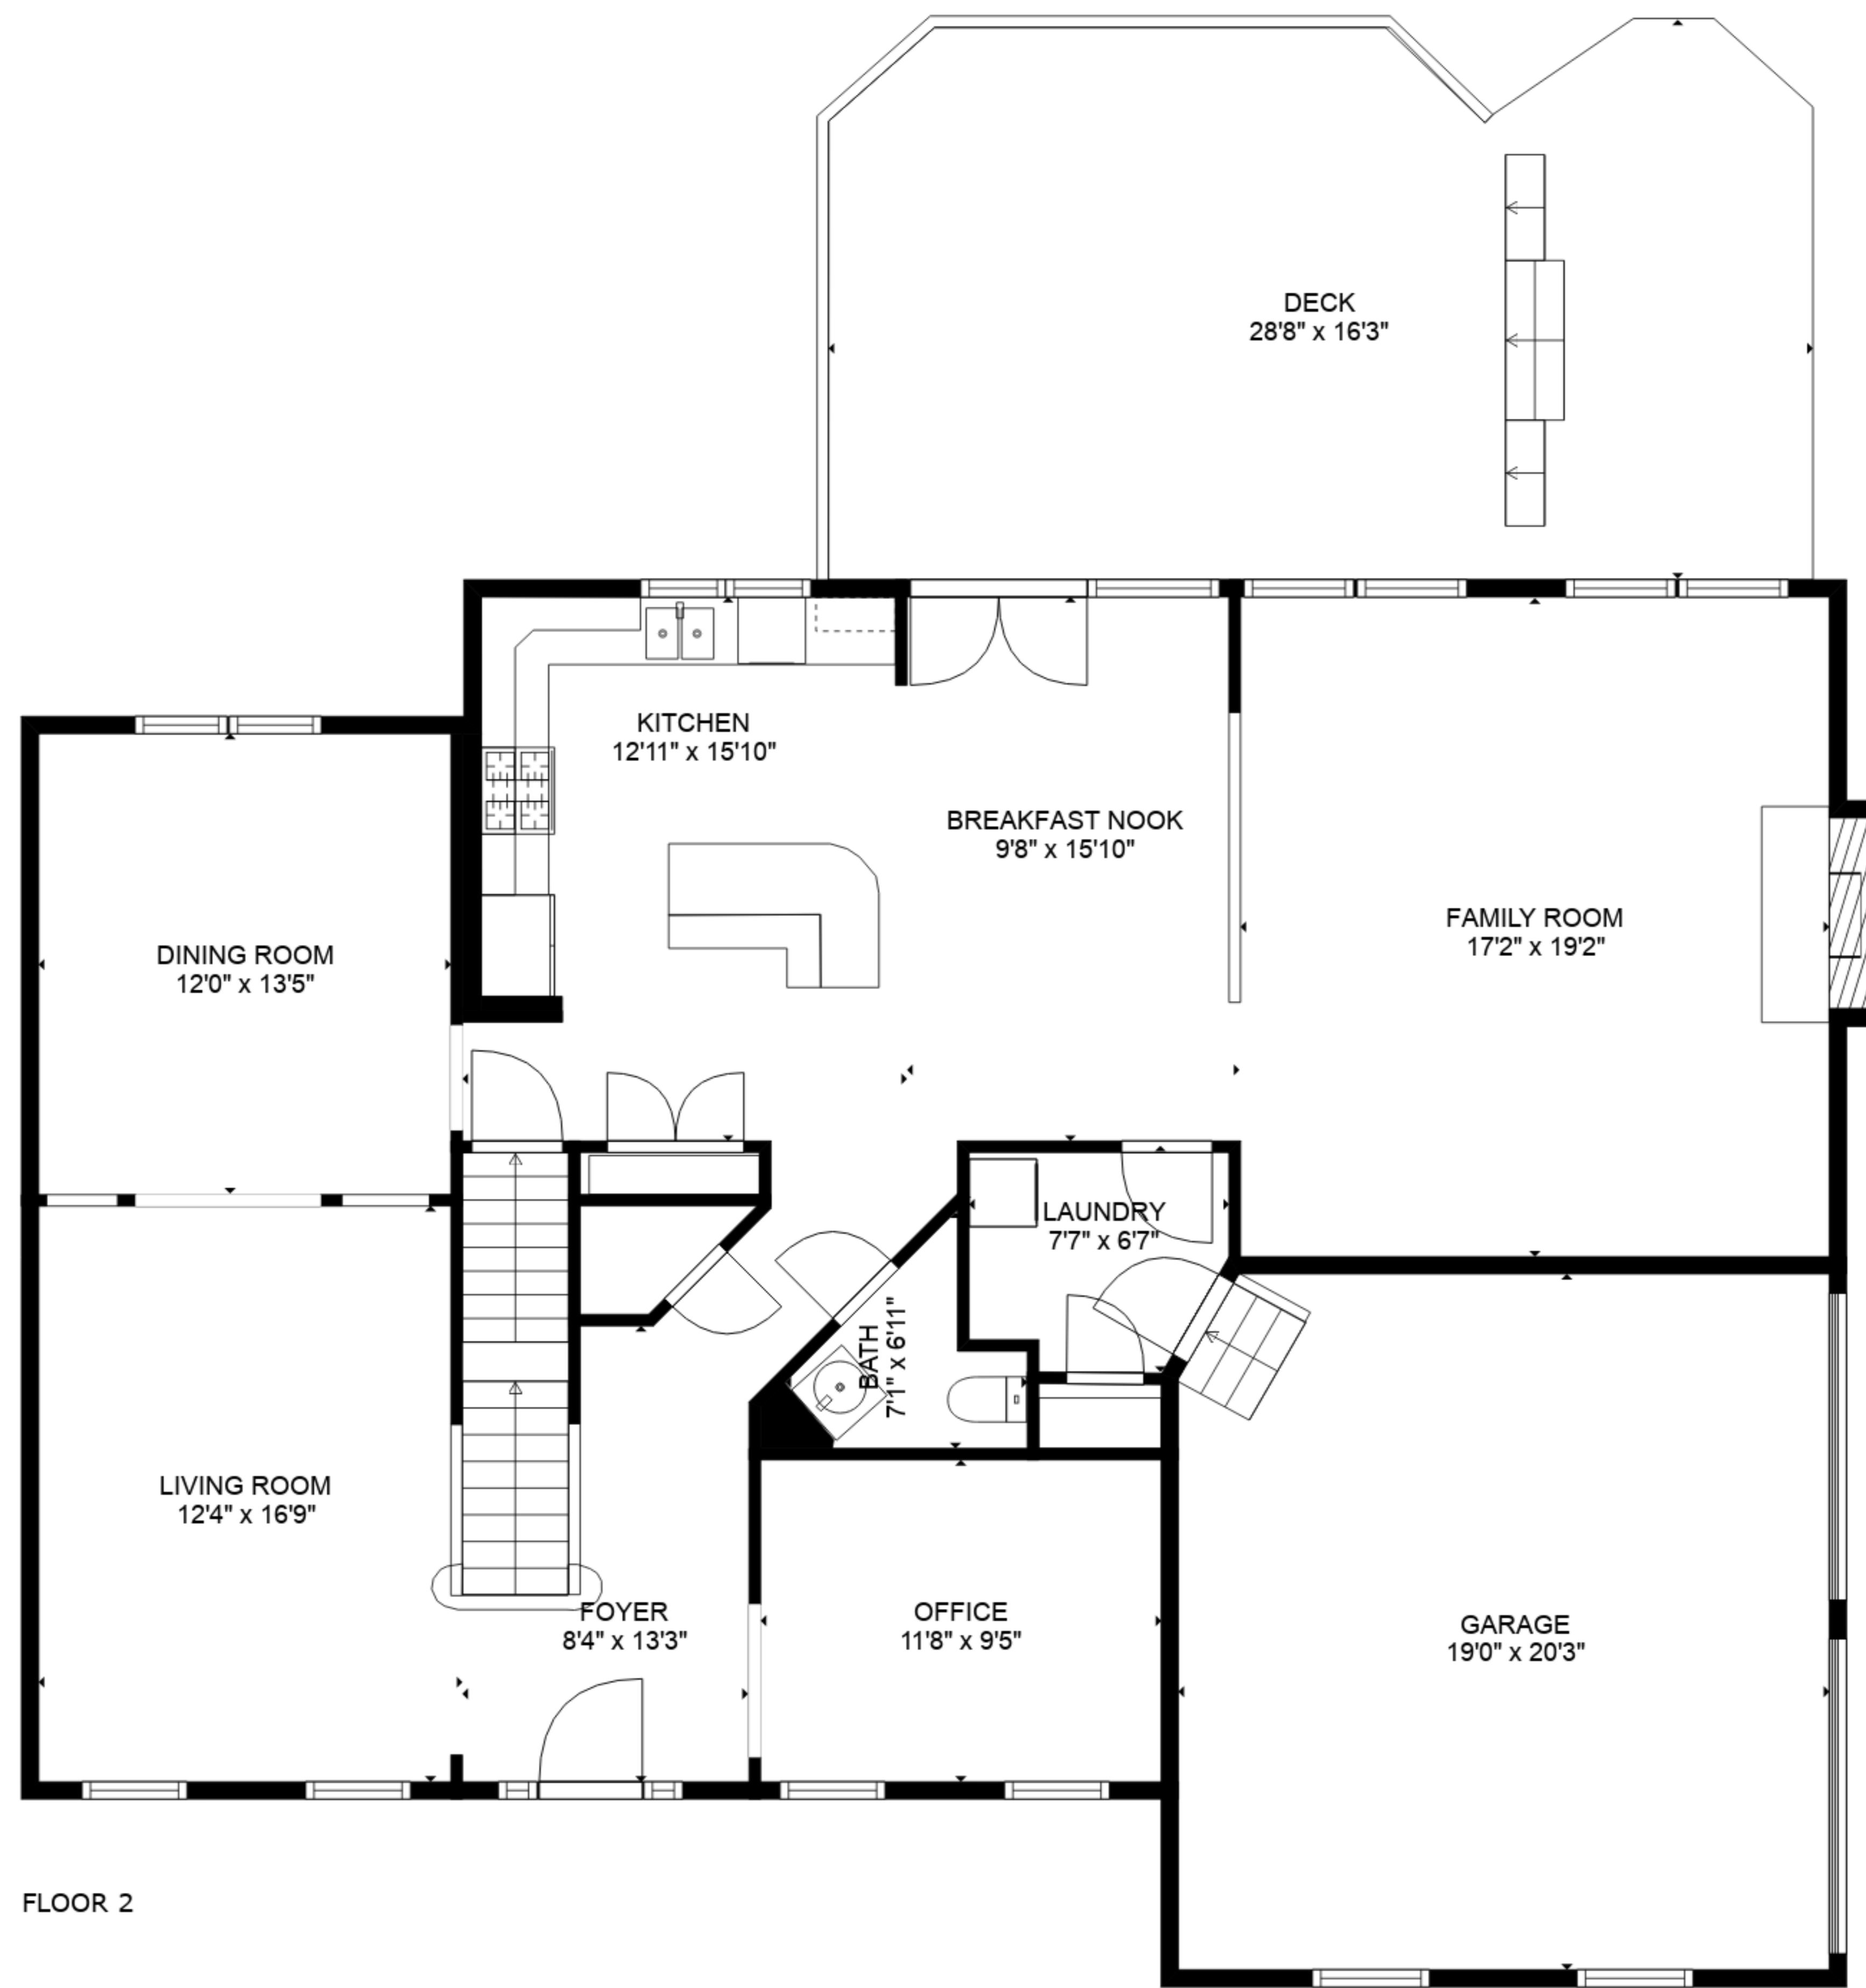 DECK
28'8" x 16'3"
KITCHEN
12'11" x 15'10"
BREAKFAST NOOK
9'8" x 15'10"
FAMILY ROOM
17'2" x 19'2"
DINING ROOM
12'0" x 13'5"
LAUNDRY
7'7" x 6'7"
BATH
7'1" x 6'11"
LIVING ROOM
12'4" x 16'9"
FOYER
8'4" x 13'3"
OFFICE
11'8" x 9'5"
GARAGE
19'0" x 20'3"
FLOOR 2